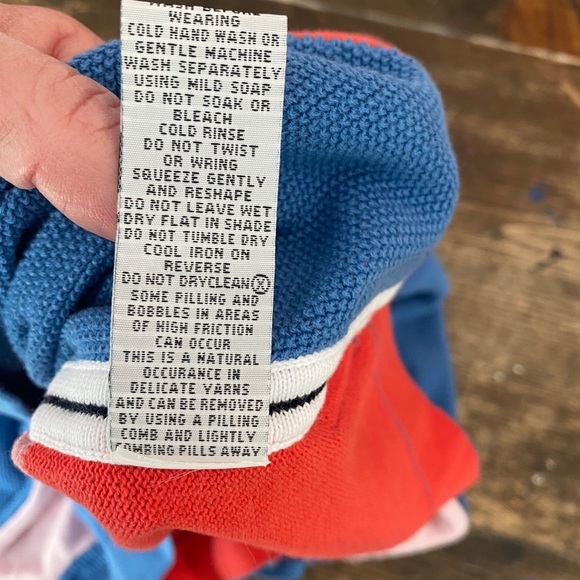 WASH BEFORE
WEARING
COLD HAND WASH OR
GENTLE MACHINE
WASH SEPARATELY
USING MILD SOAP
DO NOT SOAK OR
BLEACH
COLD RINSE
DO NOT TWIST
OR WRING
SQUEEZE GENTLY
AND RESHAPE
DO NOT LEAVE WET
DRY FLAT IN SHADE
DO NOT TUMBLE DRY
COOL IRON ON
REVERSE
DO NOT DRYCLEAN Ⓧ
SOME PILLING AND
BOBBLES IN AREAS
OF HIGH FRICTION
CAN OCCUR
THIS IS A NATURAL
OCCURANCE IN
DELICATE YARNS
AND CAN BE REMOVED
BY USING A PILLING
COMB AND LIGHTLY
COMBING PILLS AWAY